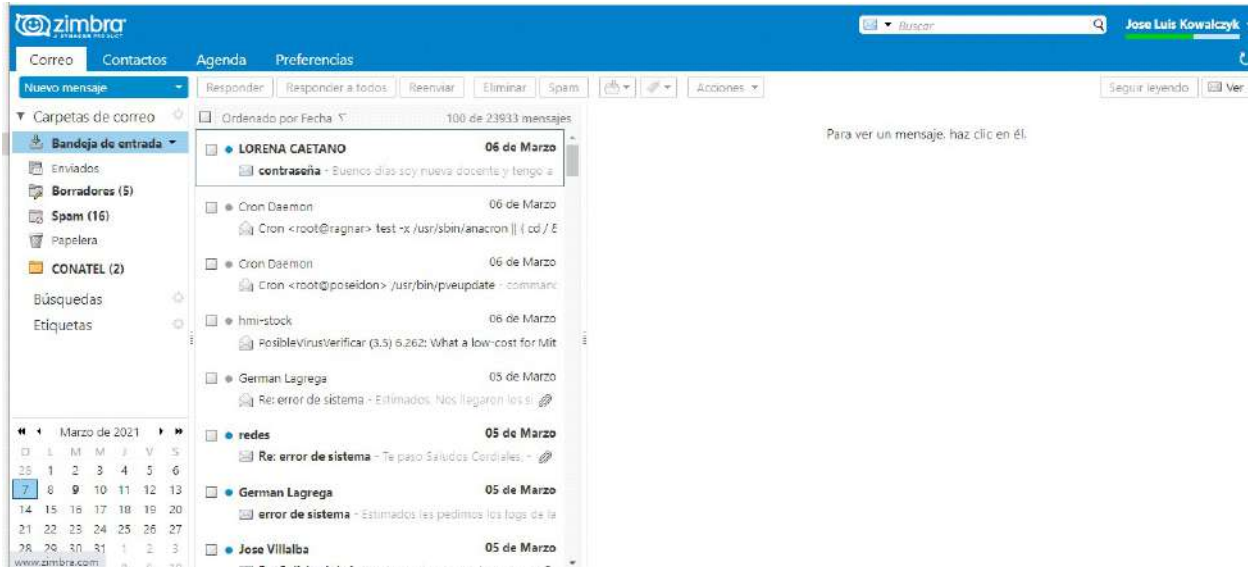 zimbra
A SYNACOR PRODUCT
Buscar
Jose Luis Kowalczyk
Correo Contactos Agenda Preferencias
Nuevo mensaje
Responder Responder a todos Reenviar Eliminar Spam Acciones
Seguir leyendo Ver
Carpetas de correo
Bandeja de entrada
Enviados
Borradores (5)
Spam (16)
Papelera
CONATEL (2)
Búsquedas
Etiquetas
Marzo de 2021
D L M M J V S
1 2 3 4 5 6
7 8 9 10 11 12 13
14 15 16 17 18 19 20
21 22 23 24 25 26 27
28 29 30 31 1 2 3
www.zimbra.com
Ordenado por Fecha 100 de 23933 mensajes
LORENA CAETANO 06 de Marzo
contraseña - Buenos días soy nueva docente y tengo a
Cron Daemon 06 de Marzo
Cron <root@ragnar> test -x /usr/sbin/anacron || ( cd /
Cron Daemon 06 de Marzo
Cron <root@poseidon> /usr/bin/pveupdate - command
hmi-stock 06 de Marzo
PosibleVirusVerificar (3.5) 6.262: What a low-cost for Mit
German Lagrega 05 de Marzo
Re: error de sistema - Estimados, Nos llegaron los si
redes 05 de Marzo
Re: error de sistema - Te paso Saludos Cordiales, -
German Lagrega 05 de Marzo
error de sistema - Estimados les pedimos los logs de la
Jose Villalba 05 de Marzo
Para ver un mensaje, haz clic en él.